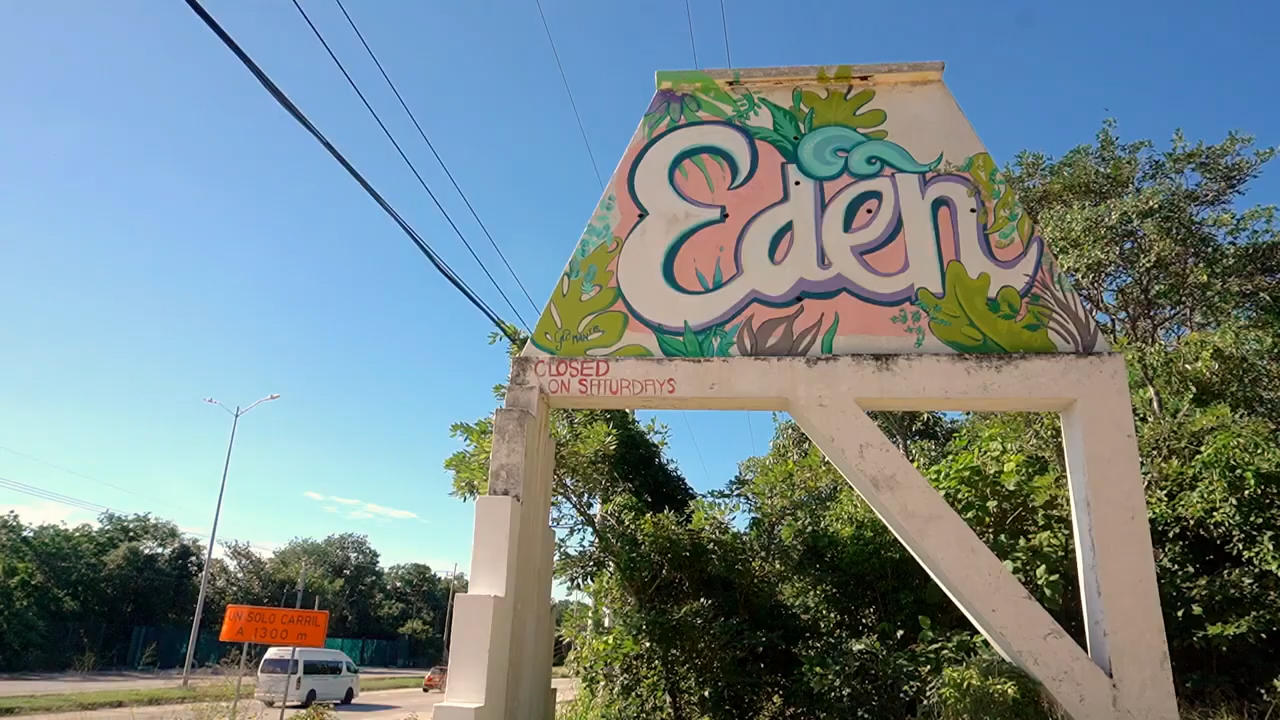 Eden
CLOSED
ON SATURDAYS
UN SOLO CARRIL
A 1300 m